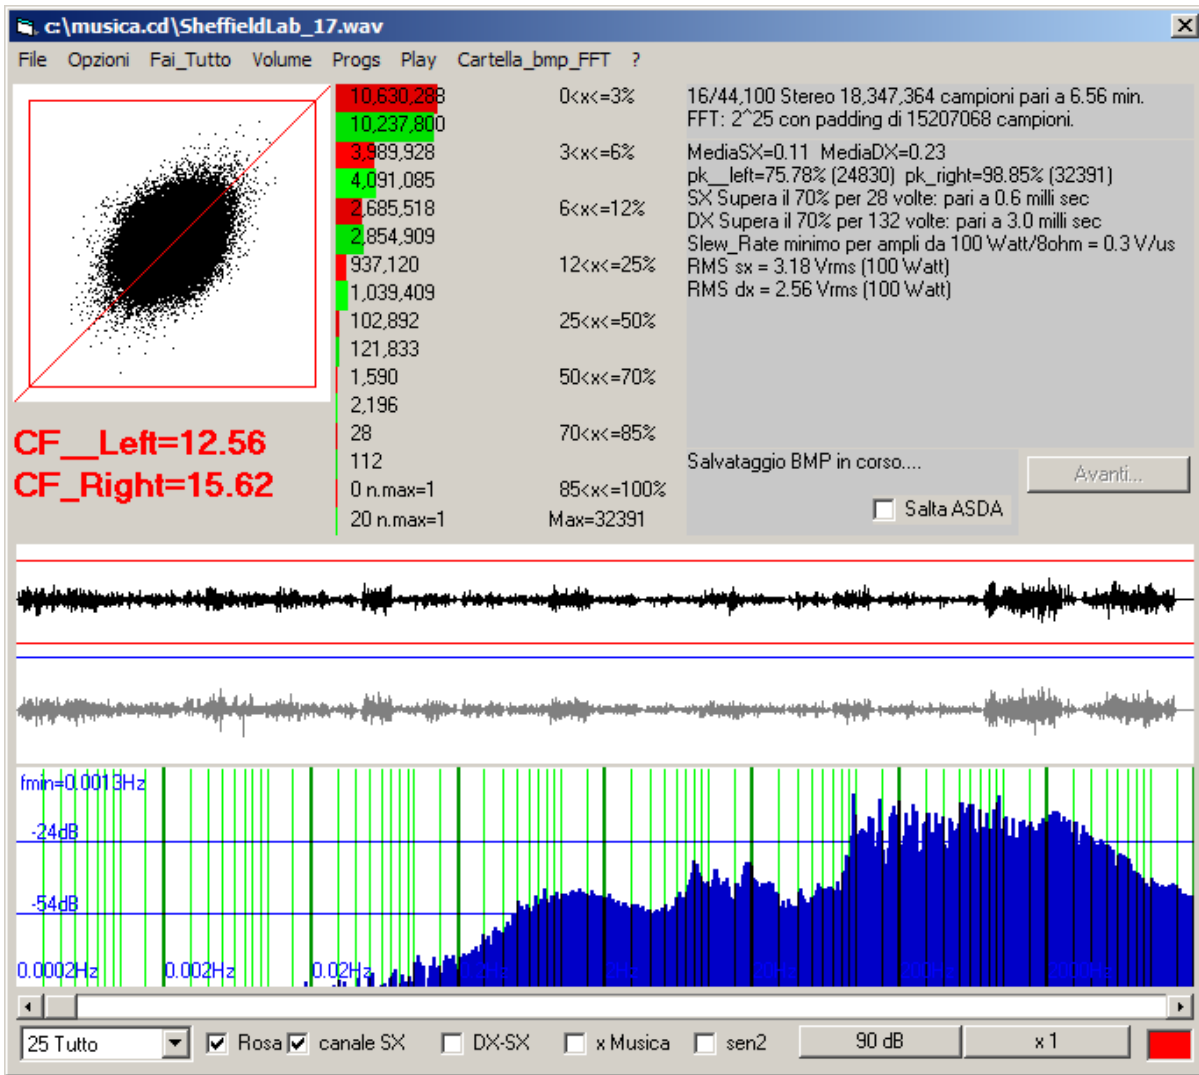 c:\musica.cd\SheffieldLab_17.wav
File Opzioni Fai_Tutto Volume Progs Play Cartella_bmp_FFT ?
10,630,288 0<x<=3%
10,237,800
3,989,928 3<x<=6%
4,091,085
2,685,518 6<x<=12%
2,854,909
937,120 12<x<=25%
1,039,409
102,892 25<x<=50%
121,833
1,590 50<x<=70%
2,196
28 70<x<=85%
112
0 n.max=1 85<x<=100%
20 n.max=1 Max=32391
16/44,100 Stereo 18,347,364 campioni pari a 6.56 min.
FFT: 2^25 con padding di 15207068 campioni.
MediaSX=0.11 MediaDX=0.23
pk__left=75.78% (24830) pk_right=98.85% (32391)
SX Supera il 70% per 28 volte: pari a 0.6 milli sec
DX Supera il 70% per 132 volte: pari a 3.0 milli sec
Slew_Rate minimo per ampli da 100 Watt/8ohm = 0.3 V/us
RMS sx = 3.18 Vrms (100 Watt)
RMS dx = 2.56 Vrms (100 Watt)
CF__Left=12.56
CF_Right=15.62
Salvataggio BMP in corso....
Avanti...
Salta ASDA
fmin=0.0013Hz
-24dB
-54dB
0.0002Hz 0.002Hz 0.02Hz 0.2Hz 2Hz 20Hz 200Hz 2000Hz
25 Tutto Rosa canale SX DX-SX x Musica sen2 90 dB x 1